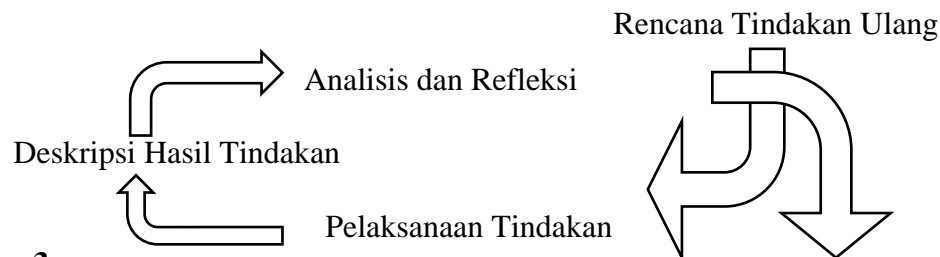 Rencana Tindakan Ulang
Analisis dan Refleksi
Deskripsi Hasil Tindakan
Pelaksanaan Tindakan